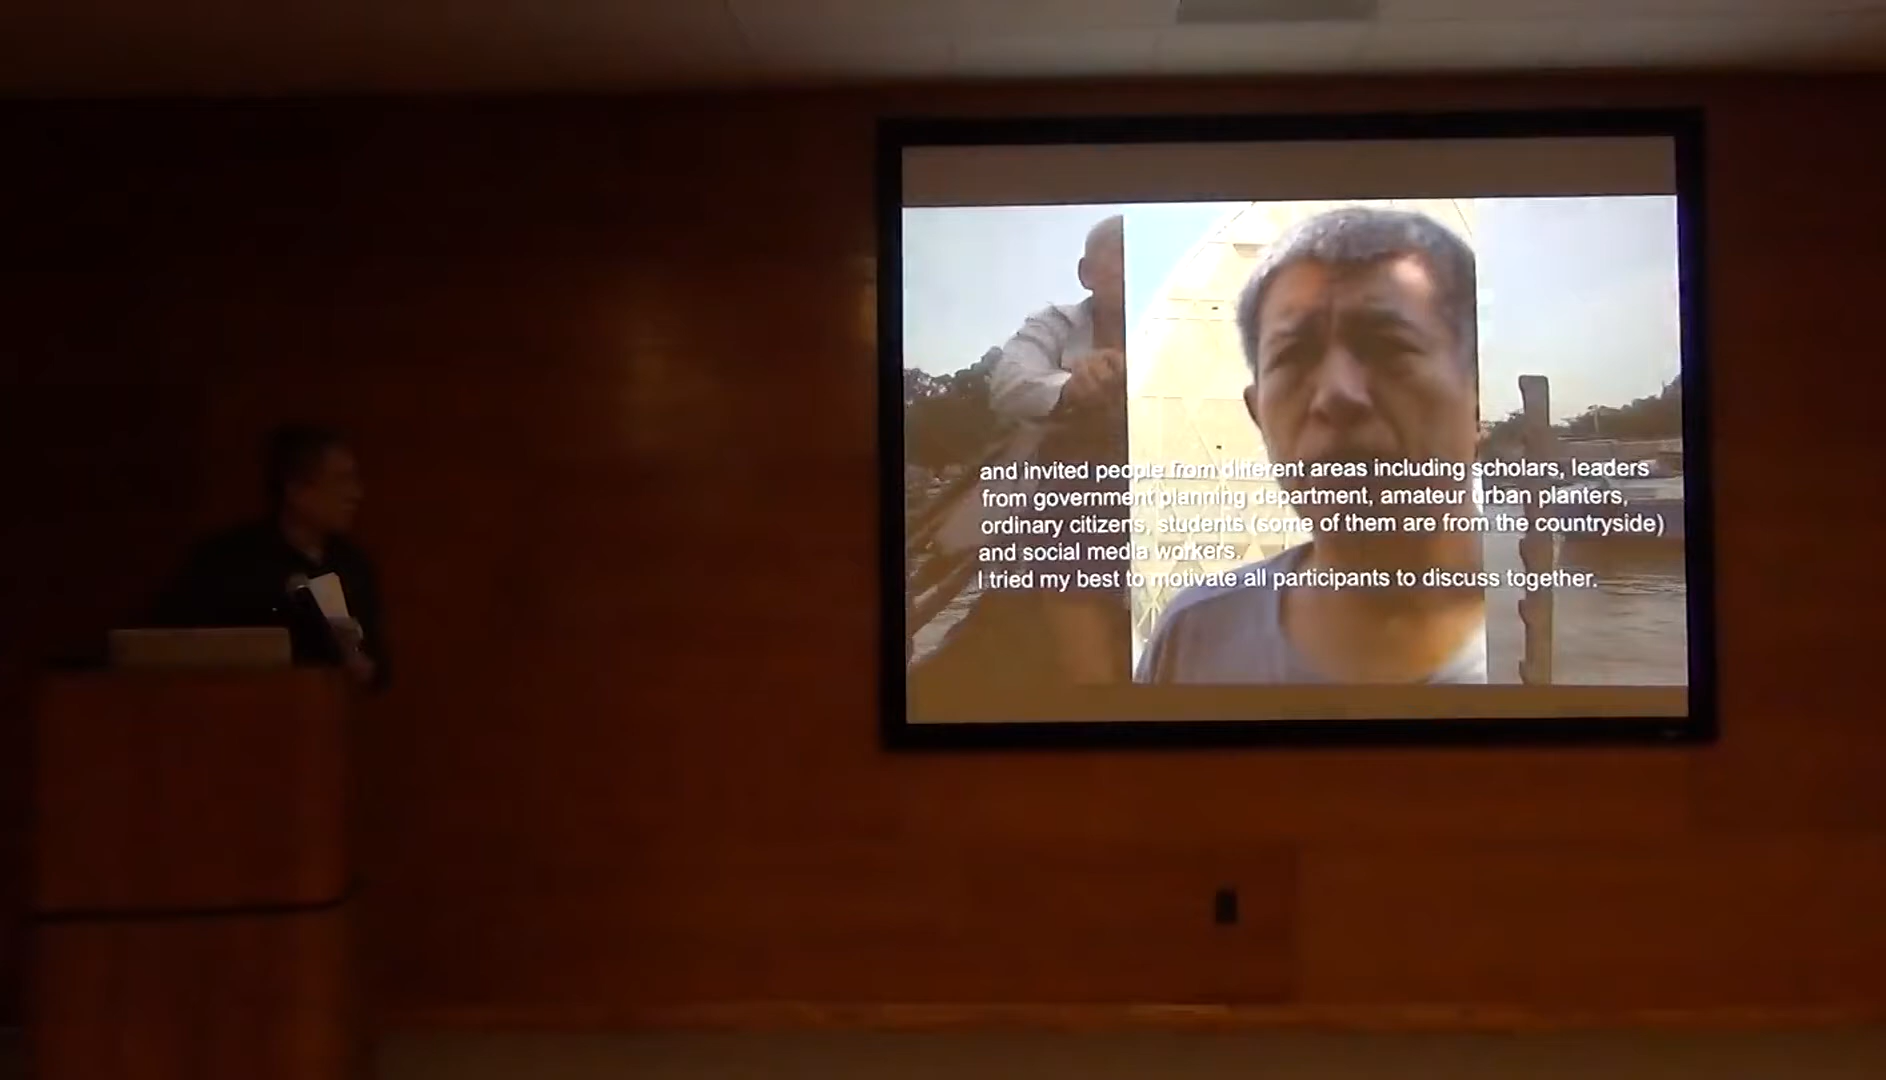 and invited people from different areas including scholars, leaders
from government planning department, amateur urban planters,
ordinary citizens, students (some of them are from the countryside)
and social media workers.
I tried my best to motivate all participants to discuss together.